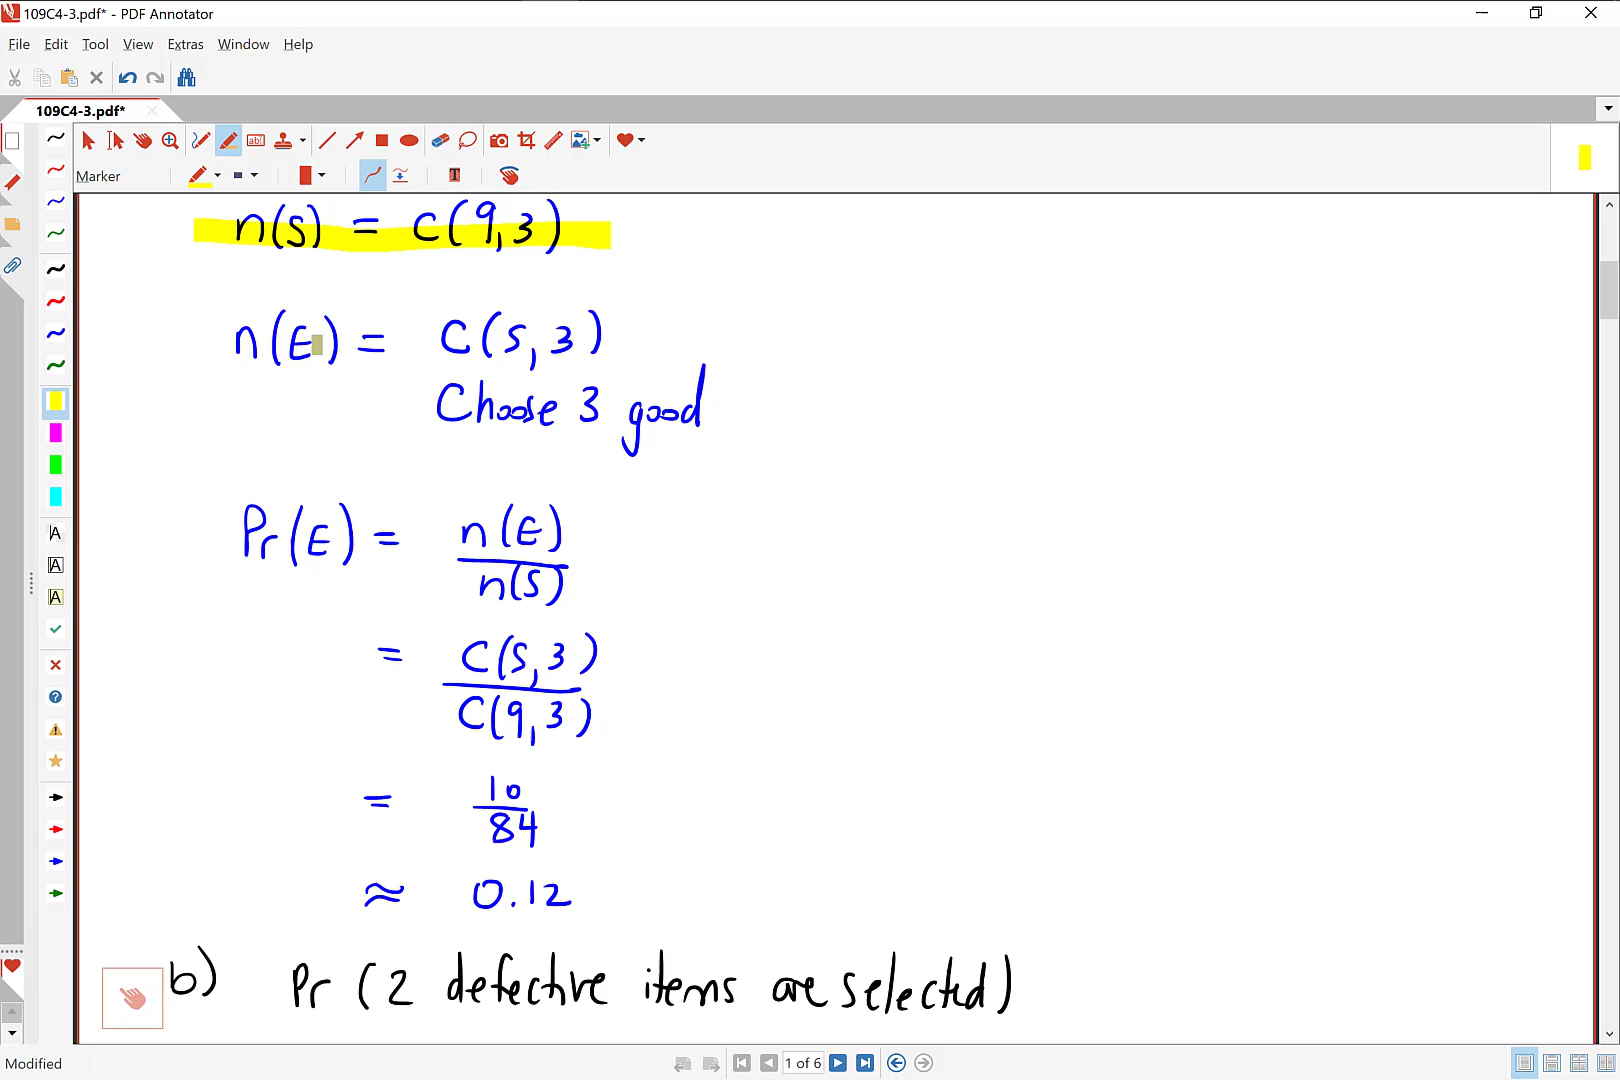 109C4-3.pdf* - PDF Annotator
File Edit Tool View Extras Window Help
109C4-3.pdf*
Marker
n(S) = C(9,3)
n(E) = C(5,3)
Choose 3 good
Pr(E) = n(E)
n(S)
= C(5,3)
C(9,3)
= 10
84
≈ 0.12
b) Pr (2 defective items are selected)
Modified
1 of 6